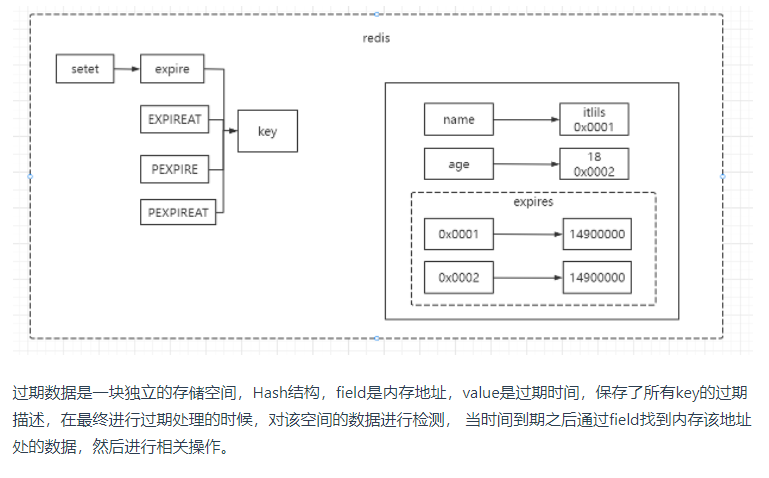 redis
setet
expire
EXPIREAT
PEXPIRE
PEXPIREAT
key
name
itlils
0x0001
age
18
0x0002
expires
0x0001
14900000
0x0002
14900000
过期数据是一块独立的存储空间，Hash结构，field是内存地址，value是过期时间，保存了所有key的过期
描述，在最终进行过期处理的时候，对该空间的数据进行检测， 当时间到期之后通过field找到内存该地址
处的数据，然后进行相关操作。